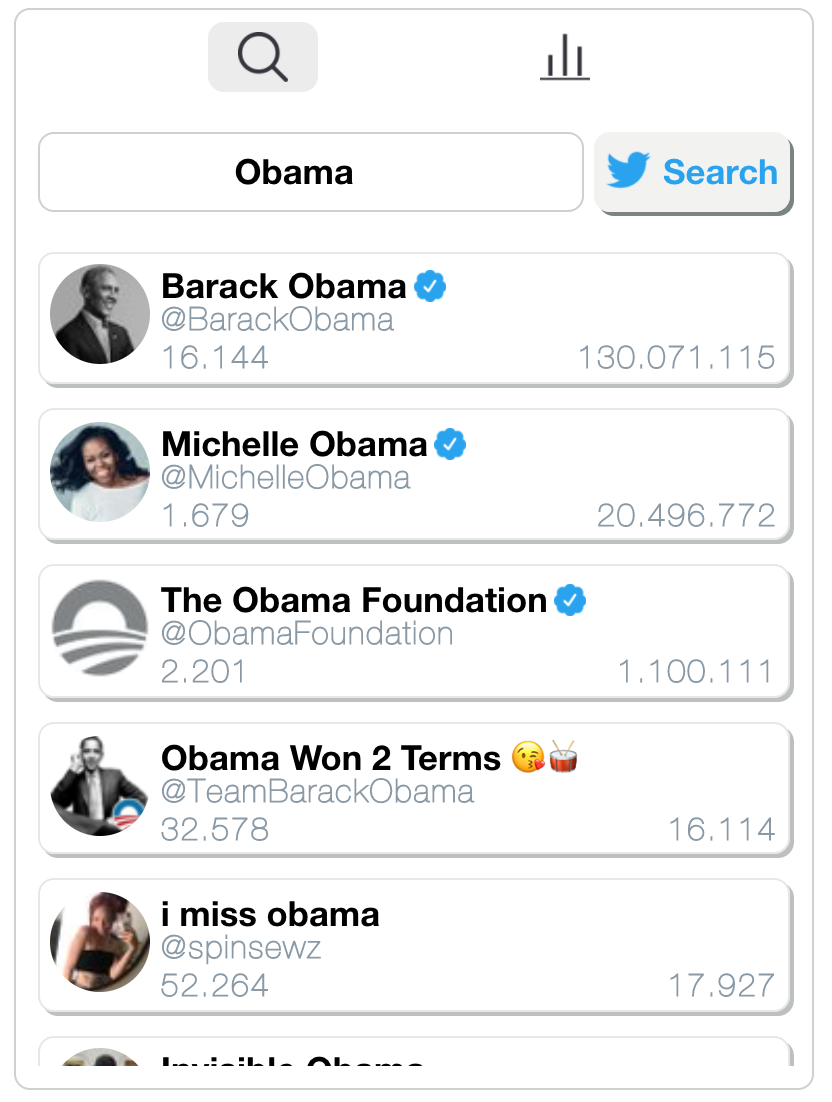 Obama
Search
Barack Obama
@BarackObama
16.144 130.071.115
Michelle Obama
@MichelleObama
1.679 20.496.772
The Obama Foundation
@ObamaFoundation
2.201 1.100.111
Obama Won 2 Terms 😘🥁
@TeamBarackObama
32.578 16.114
i miss obama
@spinsewz
52.264 17.927
Invisible Obama